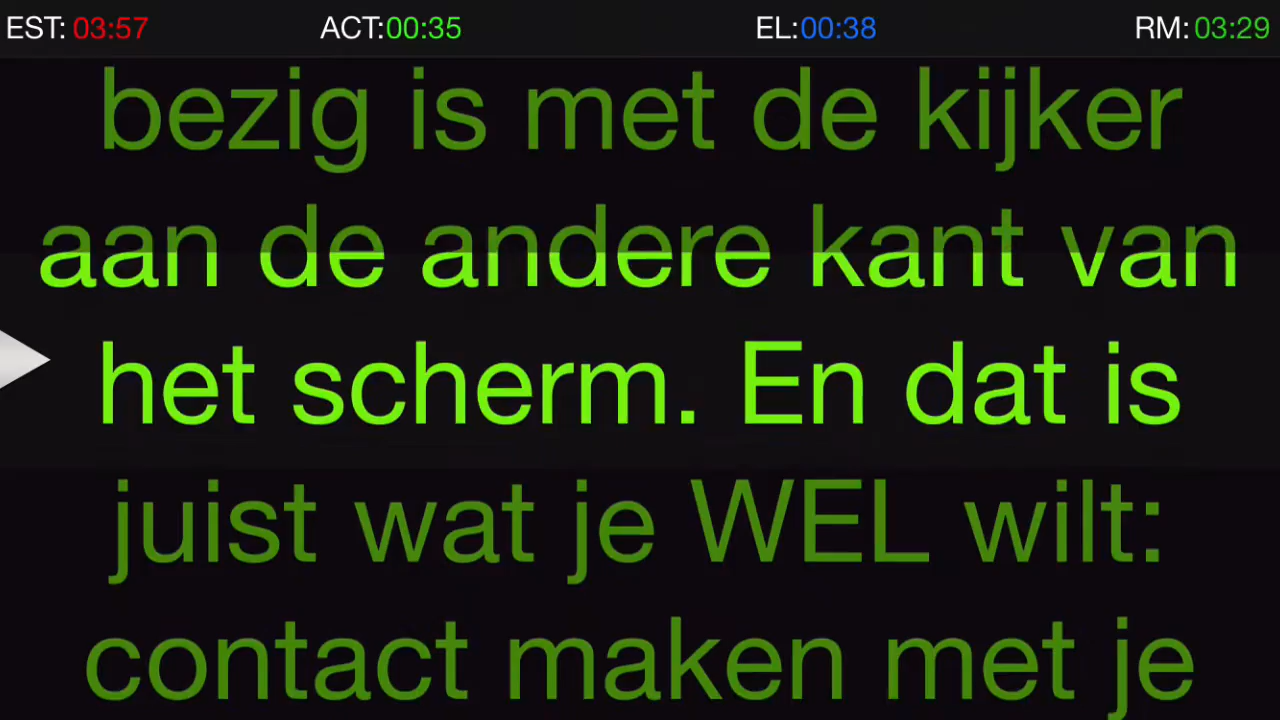 EST: 03:57 ACT:00:35 EL:00:38 RM: 03:29
bezig is met de kijker
aan de andere kant van
het scherm. En dat is
juist wat je WEL wilt:
contact maken met je